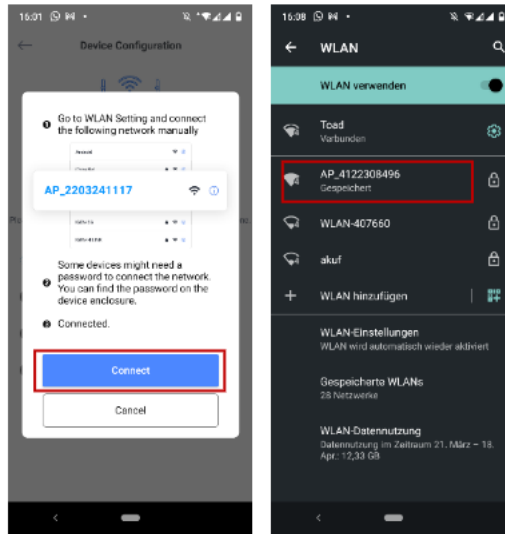 16:01
Device Configuration
❶ Go to WLAN Setting and connect
the following network manually
AP_2203241117
❷ Some devices might need a
password to connect the network.
You can find the password on the
device enclosure.
❸ Connected.
Connect
Cancel
16:08
WLAN
WLAN verwenden
Toad
Verbunden
AP_4122308496
Gespeichert
WLAN-407660
akuf
WLAN hinzufügen
WLAN-Einstellungen
WLAN wird automatisch wieder aktiviert
Gespeicherte WLANs
28 Netzwerke
WLAN-Datennutzung
Datennutzung im Zeitraum 21. März – 18.
Apr.: 12,33 GB